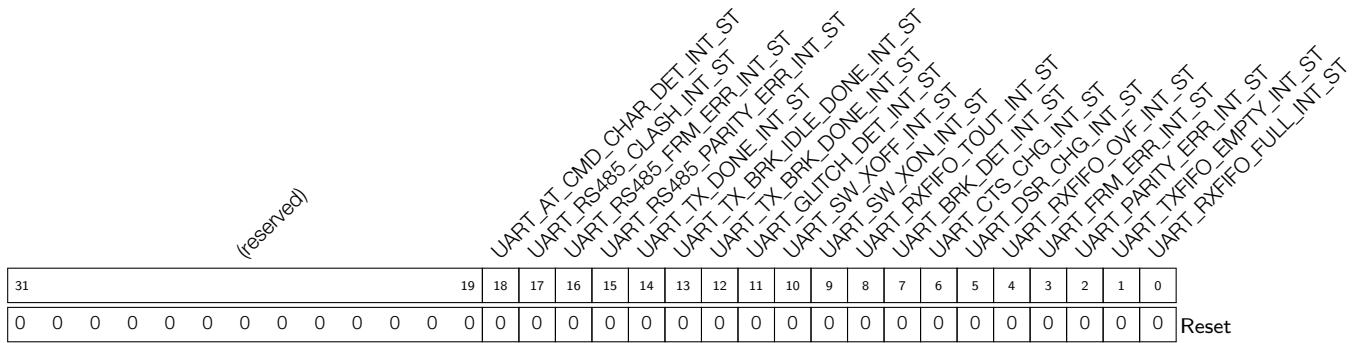 (reserved)
UART_AT_CMD_CHAR_DET_INT_ST
UART_RS485_CLASH_INT_ST
UART_RS485_FRM_ERR_INT_ST
UART_RS485_PARITY_ERR_INT_ST
UART_TX_DONE_INT_ST
UART_TX_BRK_IDLE_DONE_INT_ST
UART_TX_BRK_DONE_INT_ST
UART_GLITCH_DET_INT_ST
UART_SW_XOFF_INT_ST
UART_SW_XON_INT_ST
UART_RXFIFO_TOUT_INT_ST
UART_BRK_DET_INT_ST
UART_CTS_CHG_INT_ST
UART_DSR_CHG_INT_ST
UART_RXFIFO_OVF_INT_ST
UART_FRM_ERR_INT_ST
UART_PARITY_ERR_INT_ST
UART_TXFIFO_EMPTY_INT_ST
UART_RXFIFO_FULL_INT_ST
31 19 18 17 16 15 14 13 12 11 10 9 8 7 6 5 4 3 2 1 0
0 0 0 0 0 0 0 0 0 0 0 0 0 0 0 0 0 0 0 0 0 0 0 0 0 0 0 0 0 0 0 0 Reset